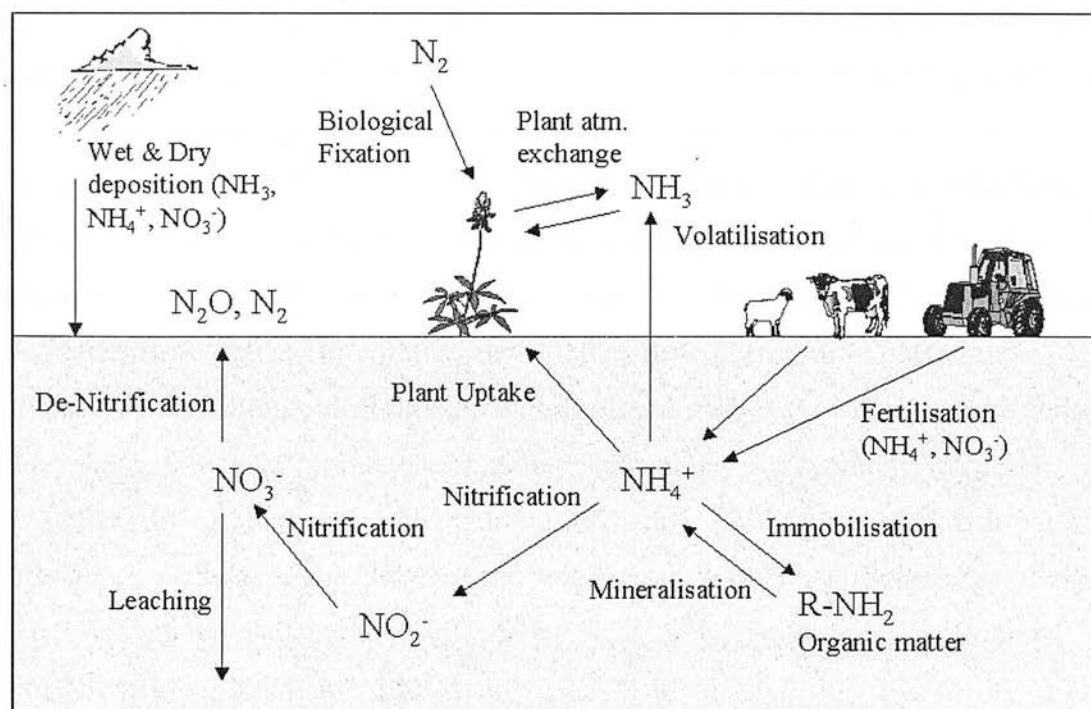 N₂
Biological
Fixation
Plant atm.
exchange
Wet & Dry
deposition (NH₃,
NH₄⁺, NO₃⁻)
NH₃
Volatilisation
N₂O, N₂
De-Nitrification
Plant Uptake
Fertilisation
(NH₄⁺, NO₃⁻)
NO₃⁻
Nitrification
NH₄⁺
Nitrification
Immobilisation
Leaching
Mineralisation
NO₂⁻
R-NH₂
Organic matter